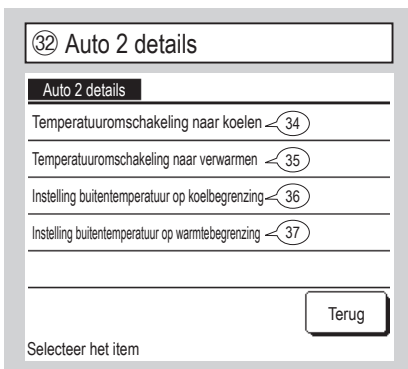 ㉜ Auto 2 details
Auto 2 details
Temperatuuromschakeling naar koelen 34
Temperatuuromschakeling naar verwarmen 35
Instelling buitentemperatuur op koelbegrenzing 36
Instelling buitentemperatuur op warmtebegrenzing 37
Terug
Selecteer het item